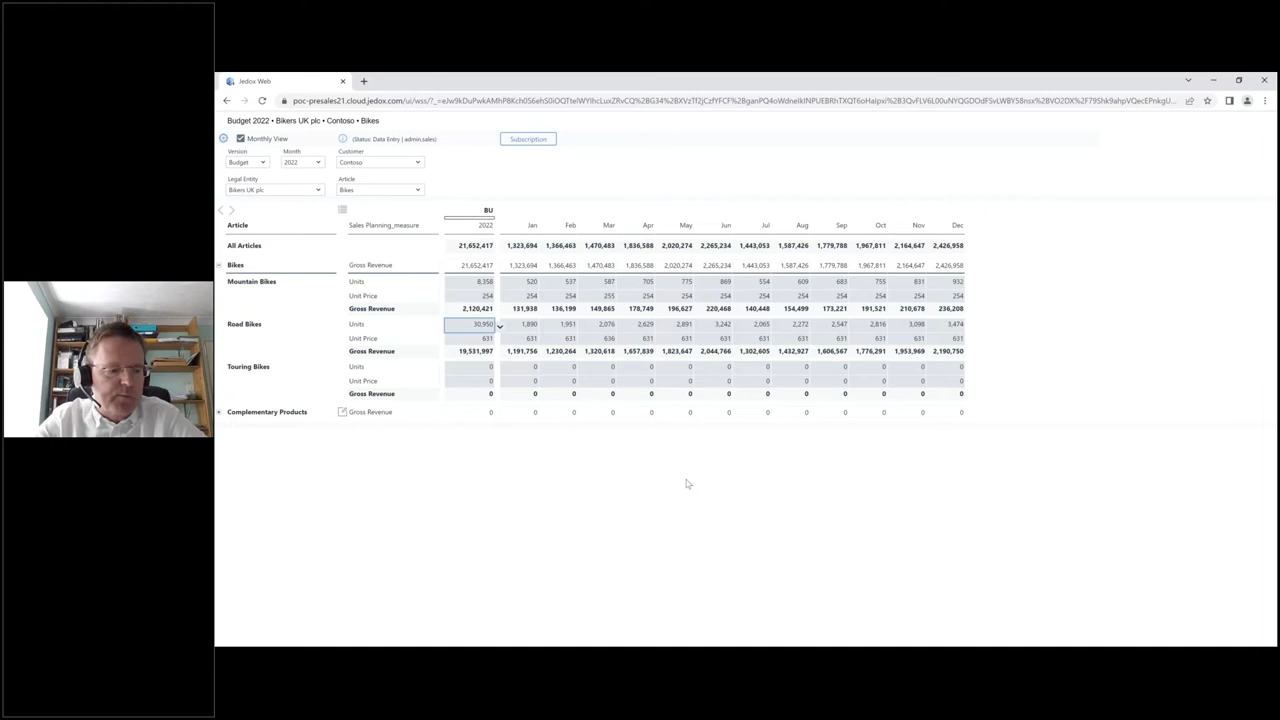 Jedox Web
poc-presales21.cloud.jedox.com
Budget 2022 • Bikers UK plc • Contoso • Bikes
Monthly View (Status: Data Entry | admin,sales) Subscription
Version Month Customer
Budget 2022 Contoso
Legal Entity Article
Bikers UK plc Bikes
BU
Article Sales Planning_measure 2022 Jan Feb Mar Apr May Jun Jul Aug Sep Oct Nov Dec
All Articles 21,652,417 1,323,694 1,366,463 1,470,483 1,836,588 2,020,274 2,265,234 1,443,053 1,587,426 1,779,788 1,967,811 2,164,647 2,426,958
Bikes Gross Revenue 21,652,417 1,323,694 1,366,463 1,470,483 1,836,588 2,020,274 2,265,234 1,443,053 1,587,426 1,779,788 1,967,811 2,164,647 2,426,958
Mountain Bikes Units 8,358 520 537 587 705 775 869 554 609 683 755 831 932
Unit Price 254 254 254 255 254 254 254 254 254 254 254 254 254
Gross Revenue 2,120,421 131,938 136,199 149,865 178,749 196,627 220,468 140,448 154,499 173,221 191,521 210,678 236,208
Road Bikes Units 30,950 1,890 1,951 2,076 2,629 2,891 3,242 2,065 2,272 2,547 2,816 3,098 3,474
Unit Price 631 631 631 636 631 631 631 631 631 631 631 631 631
Gross Revenue 19,531,997 1,191,756 1,230,264 1,320,618 1,657,839 1,823,647 2,044,766 1,302,605 1,432,927 1,606,567 1,776,291 1,953,969 2,190,750
Touring Bikes Units 0 0 0 0 0 0 0 0 0 0 0 0 0
Unit Price 0 0 0 0 0 0 0 0 0 0 0 0 0
Gross Revenue 0 0 0 0 0 0 0 0 0 0 0 0 0
Complementary Products Gross Revenue 0 0 0 0 0 0 0 0 0 0 0 0 0